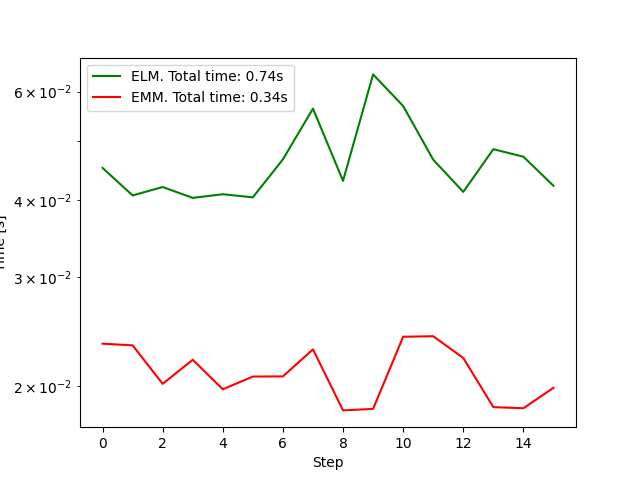 ELM. Total time: 0.74s
EMM. Total time: 0.34s
6 × 10⁻²
4 × 10⁻²
3 × 10⁻²
2 × 10⁻²
[s]
0 2 4 6 8 10 12 14
Step